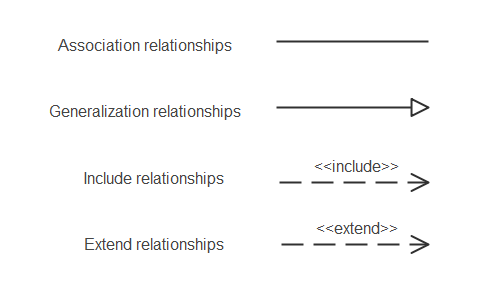 Association relationships
Generalization relationships
<<include>>
Include relationships
<<extend>>
Extend relationships